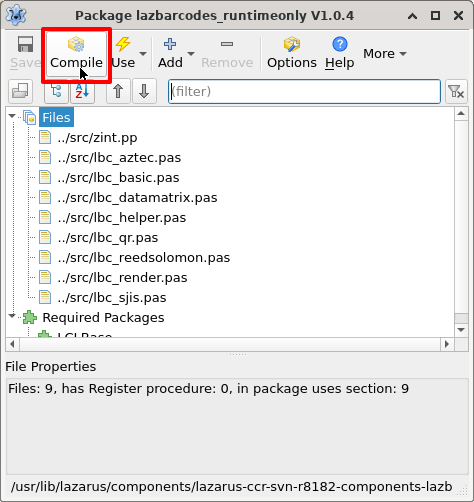 Package lazbarcodes_runtimeonly V1.0.4
Save Compile Use Add Remove Options Help More
(filter)
Files
../src/zint.pp
../src/lbc_aztec.pas
../src/lbc_basic.pas
../src/lbc_datamatrix.pas
../src/lbc_helper.pas
../src/lbc_qr.pas
../src/lbc_reedsolomon.pas
../src/lbc_render.pas
../src/lbc_sjis.pas
Required Packages
LCLBase
File Properties
Files: 9, has Register procedure: 0, in package uses section: 9
/usr/lib/lazarus/components/lazarus-ccr-svn-r8182-components-lazb